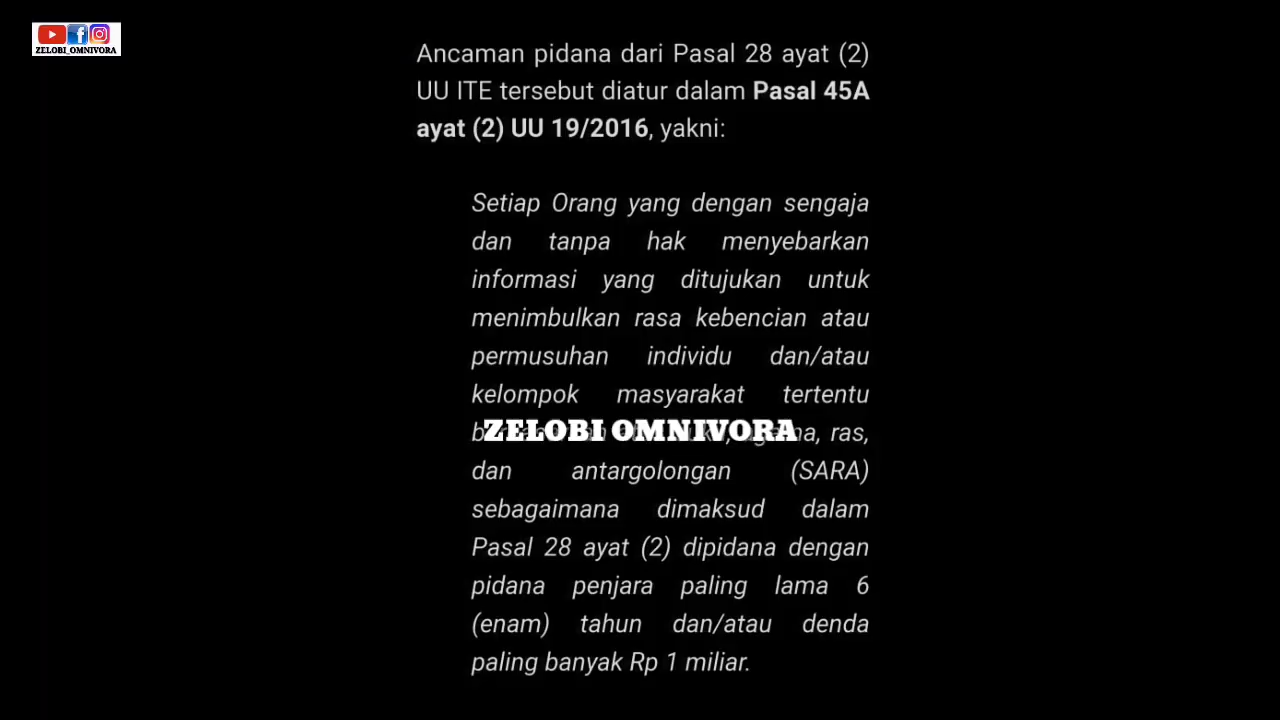 ZELOBI_OMNIVORA
Ancaman pidana dari Pasal 28 ayat (2)
UU ITE tersebut diatur dalam Pasal 45A
ayat (2) UU 19/2016, yakni:
Setiap Orang yang dengan sengaja
dan tanpa hak menyebarkan
informasi yang ditujukan untuk
menimbulkan rasa kebencian atau
permusuhan individu dan/atau
kelompok masyarakat tertentu
ras,
ZELOBI OMNIVORA
dan antargolongan (SARA)
sebagaimana dimaksud dalam
Pasal 28 ayat (2) dipidana dengan
pidana penjara paling lama 6
(enam) tahun dan/atau denda
paling banyak Rp 1 miliar.